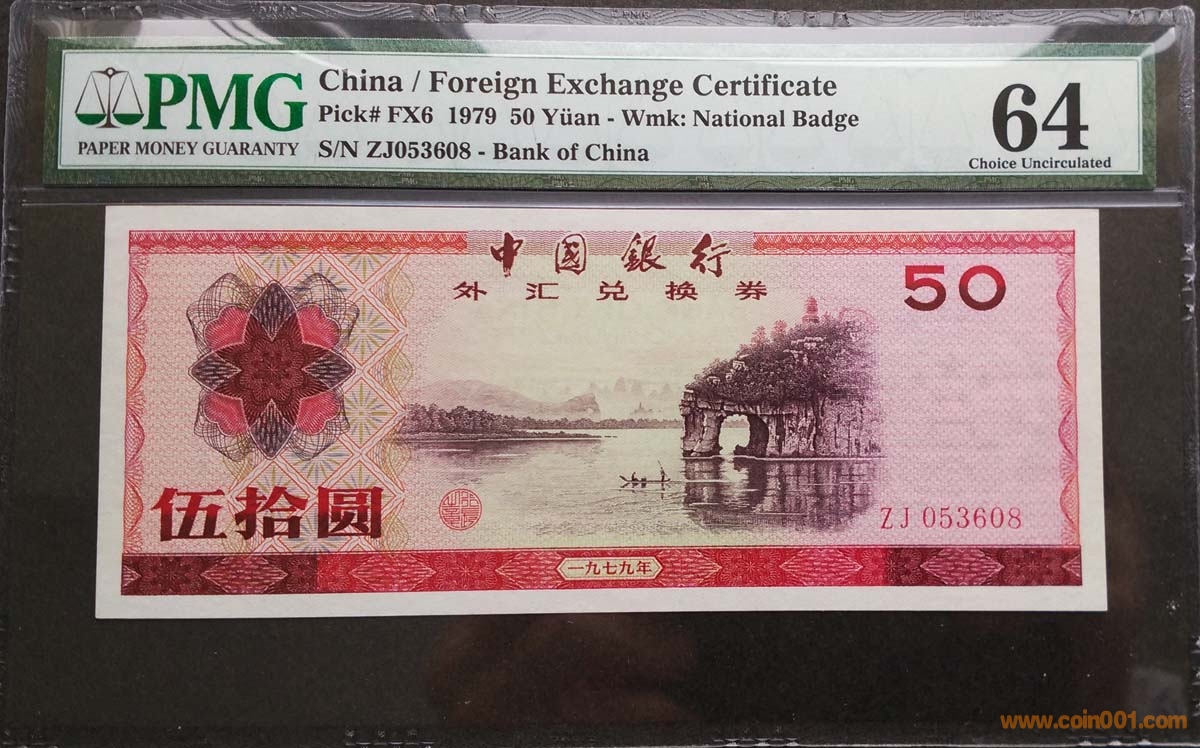 PMG
PAPER MONEY GUARANTY
China / Foreign Exchange Certificate
Pick# FX6 1979 50 Yüan - Wmk: National Badge
S/N ZJ053608 - Bank of China
64
Choice Uncirculated
中国銀行
外汇兑换券
50
伍拾圆
ZJ 053608
一九七九年
www.coin001.com